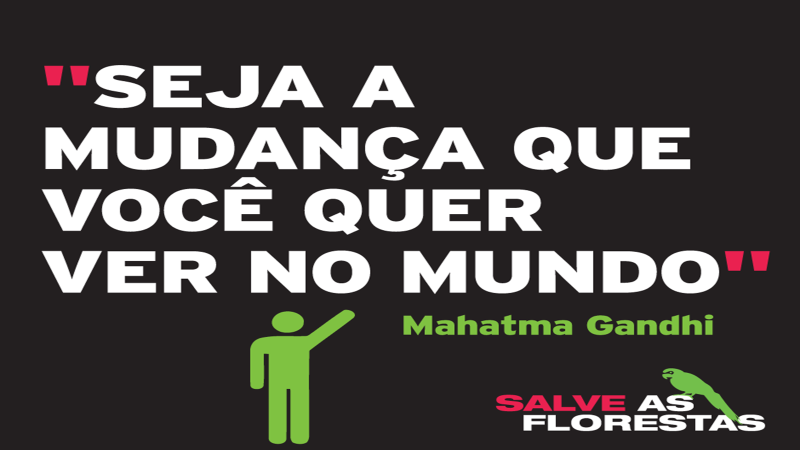 "SEJA A
MUDANÇA QUE
VOCÊ QUER
VER NO MUNDO"
Mahatma Gandhi
SALVE AS
FLORESTAS